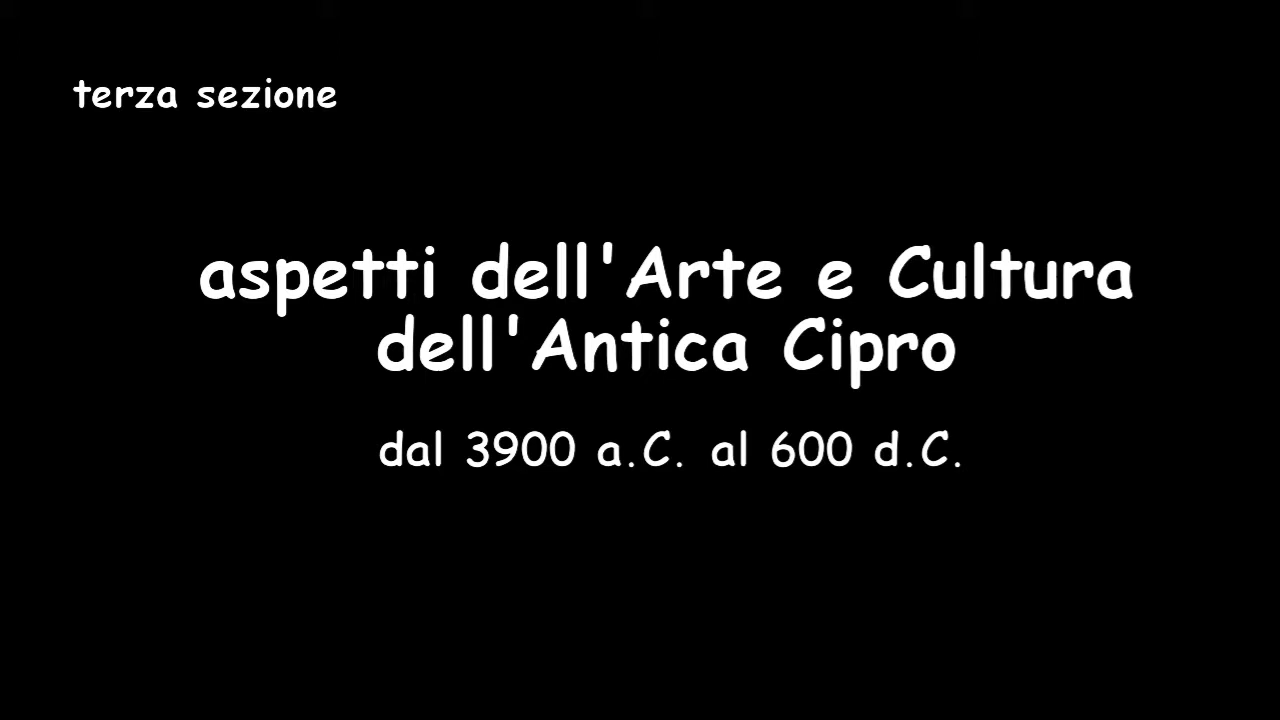 terza sezione
aspetti dell'Arte e Cultura
dell'Antica Cipro
dal 3900 a.C. al 600 d.C.